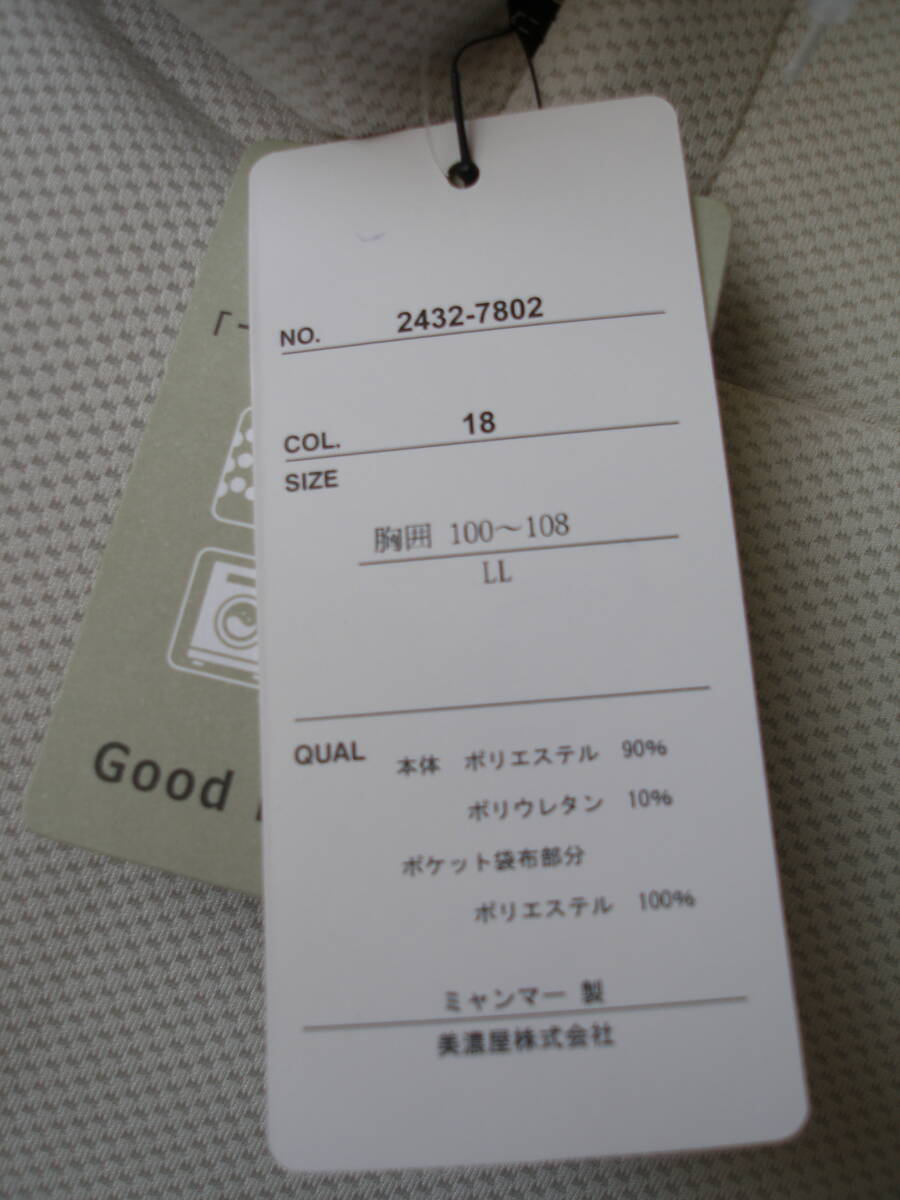 NO. 2432-7802
COL. 18
SIZE
胸囲 100～108
LL
QUAL 本体 ポリエステル 90%
ポリウレタン 10%
ポケット袋布部分
ポリエステル 100%
ミャンマー 製
美濃屋株式会社
Good